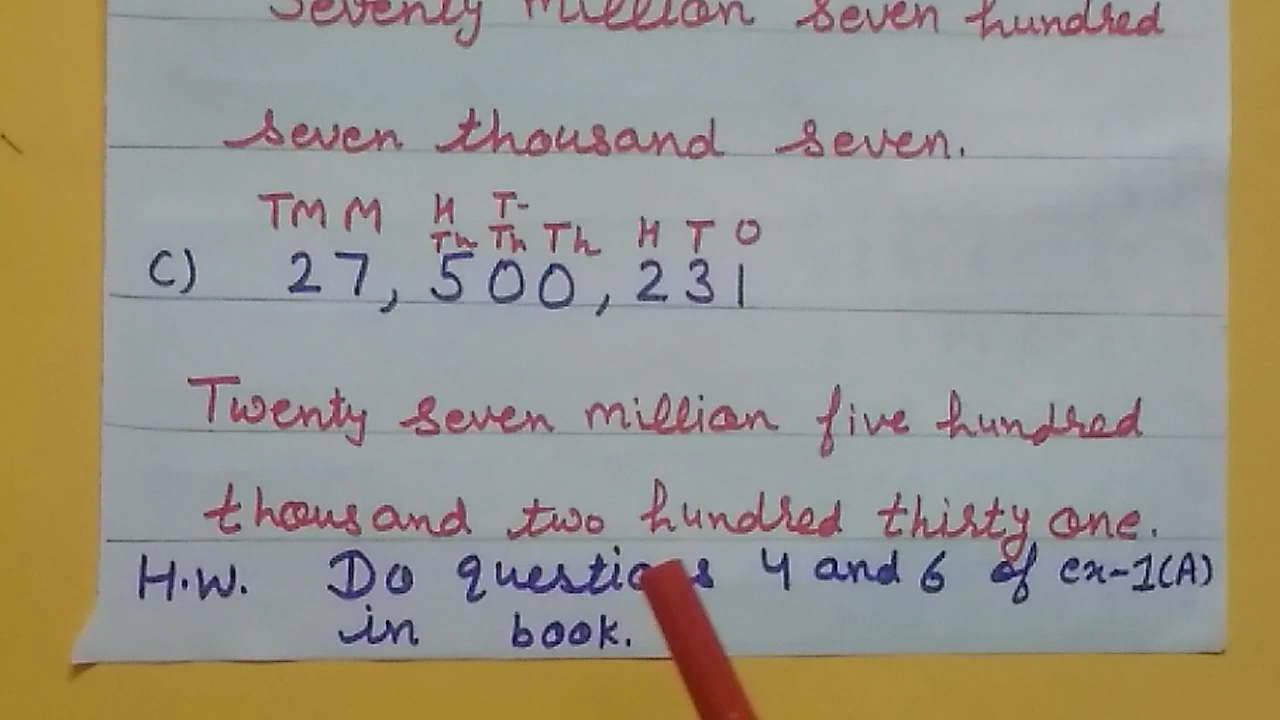 Seventy million seven hundred
seven thousand seven.
TM M H Th T- Th Th H T O
C) 27,500,231
Twenty seven million five hundred
thousand two hundred thirty one.
H.W. Do questions 4 and 6 of ex-1(A)
in book.